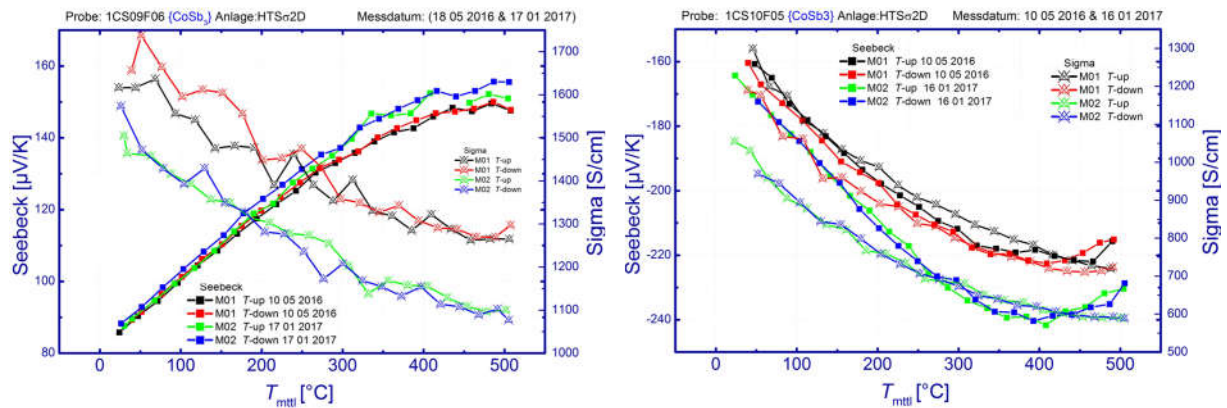 Probe: 1CS09F06 {CoSb3} Anlage:HTSσ2D Messdatum: (18 05 2016 & 17 01 2017)
Seebeck [µV/K]
160
140
120
100
80
1700
1600
1500
1400
1300
1200
1100
1000
Sigma [S/cm]
Sigma
M01 T-up
M01 T-down
M02 T-up
M02 T-down
Seebeck
M01 T-up 10 05 2016
M01 T-down 10 05 2016
M02 T-up 17 01 2017
M02 T-down 17 01 2017
0 100 200 300 400 500
Tmttl [°C]
Probe: 1CS10F05 {CoSb3} Anlage:HTSσ2D Messdatum: 10 05 2016 & 16 01 2017
Seebeck [µV/K]
-160
-180
-200
-220
-240
Seebeck
M01 T-up 10 05 2016
M01 T-down 10 05 2016
M02 T-up 16 01 2017
M02 T-down 16 01 2017
Sigma
M01 T-up
M01 T-down
M02 T-up
M02 T-down
1300
1200
1100
1000
900
800
700
600
500
Sigma [S/cm]
0 100 200 300 400 500
Tmttl [°C]